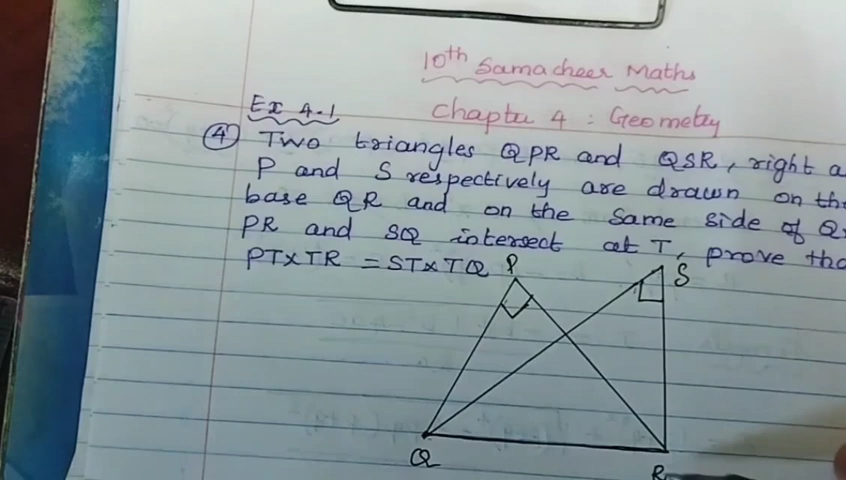 10th Samacheer Maths
Ex 4.1
Chapter 4 : Geometry
④ Two triangles QPR and QSR, right a
P and S respectively are drawn on the
base QR and on the same side of Q
PR and SQ intersect at T, prove tha
PT×TR = ST×TQ
P
S
Q
R